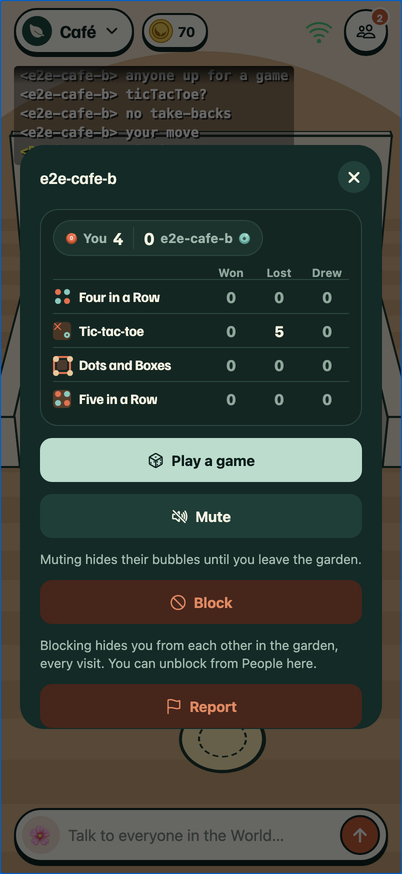 Café
70
2
<e2e-cafe-b> anyone up for a game
<e2e-cafe-b> ticTacToe?
<e2e-cafe-b> no take-backs
<e2e-cafe-b> your move
e2e-cafe-b
You 4 0 e2e-cafe-b
Won Lost Drew
Four in a Row 0 0 0
Tic-tac-toe 0 5 0
Dots and Boxes 0 0 0
Five in a Row 0 0 0
Play a game
Mute
Muting hides their bubbles until you leave the garden.
Block
Blocking hides you from each other in the garden,
every visit. You can unblock from People here.
Report
Talk to everyone in the World...